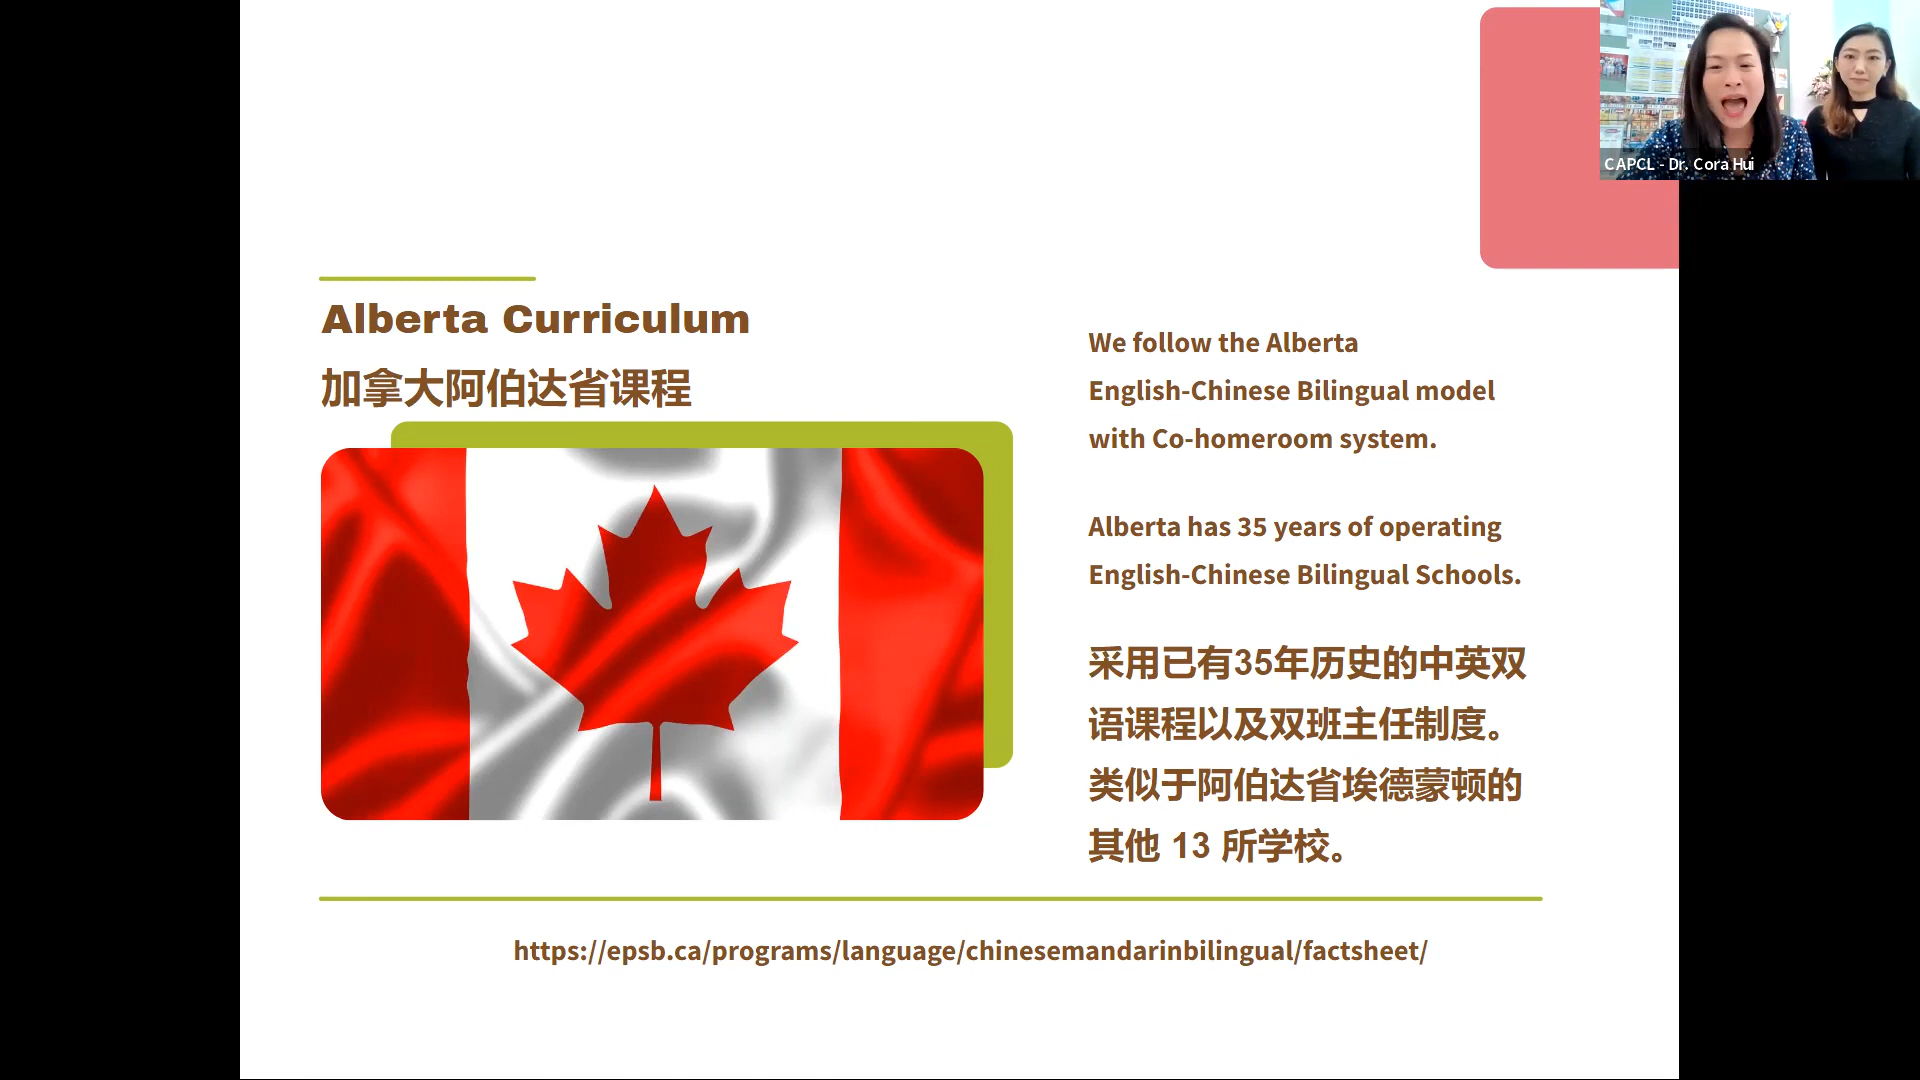 CAPCL - Dr. Cora Hui
Alberta Curriculum
加拿大阿伯达省课程
We follow the Alberta
English-Chinese Bilingual model
with Co-homeroom system.
Alberta has 35 years of operating
English-Chinese Bilingual Schools.
采用已有35年历史的中英双
语课程以及双班主任制度。
类似于阿伯达省埃德蒙顿的
其他 13 所学校。
https://epsb.ca/programs/language/chinesemandarinbilingual/factsheet/